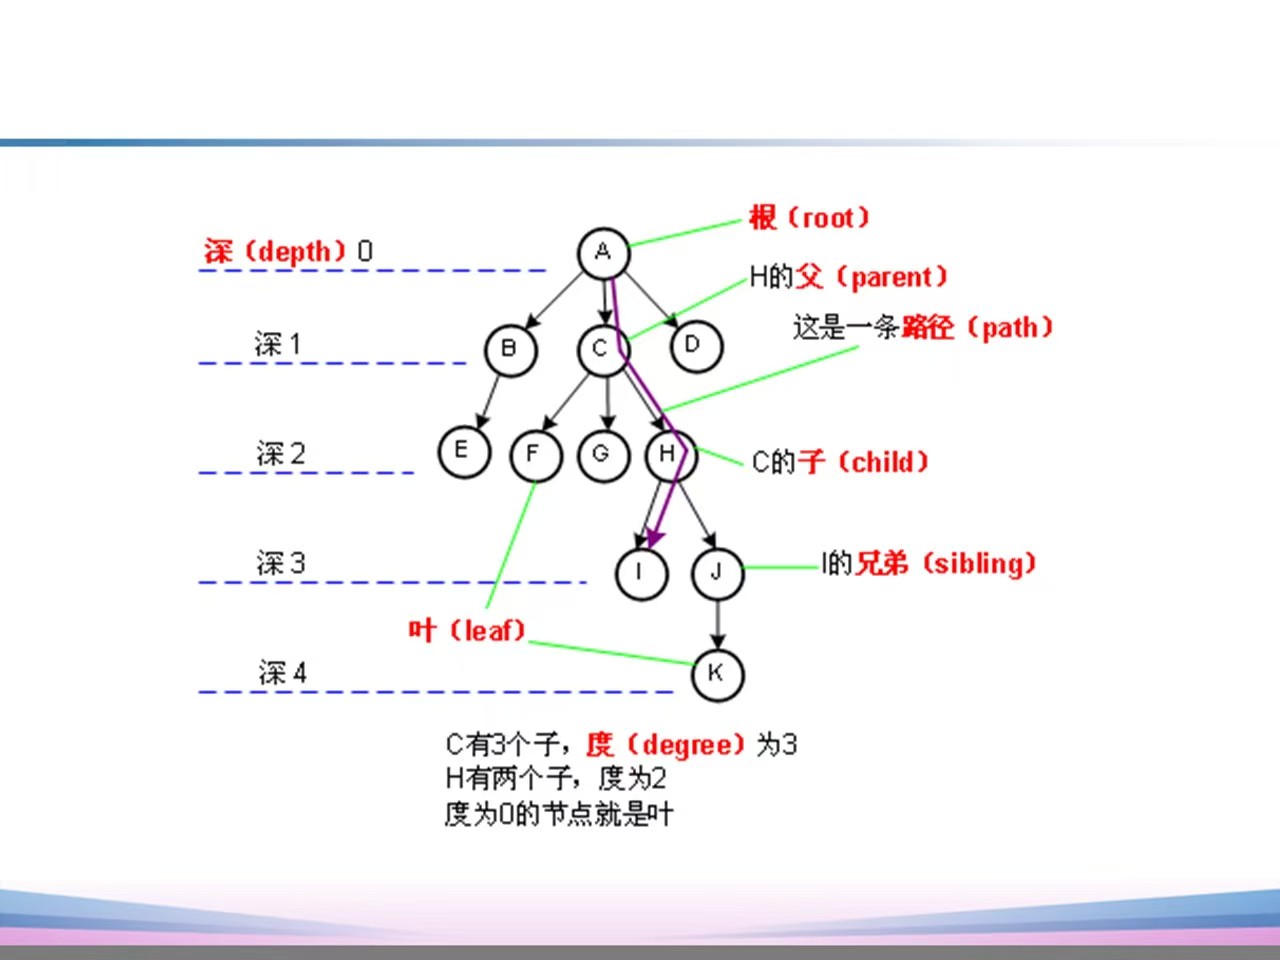 根（root）
深（depth）0
A
H的父（parent）
这是一条路径（path）
深1
B
C
D
深2
E
F
G
H
C的子（child）
深3
I
J
I的兄弟（sibling）
叶（leaf）
深4
K
C有3个子，度（degree）为3
H有两个子，度为2
度为0的节点就是叶